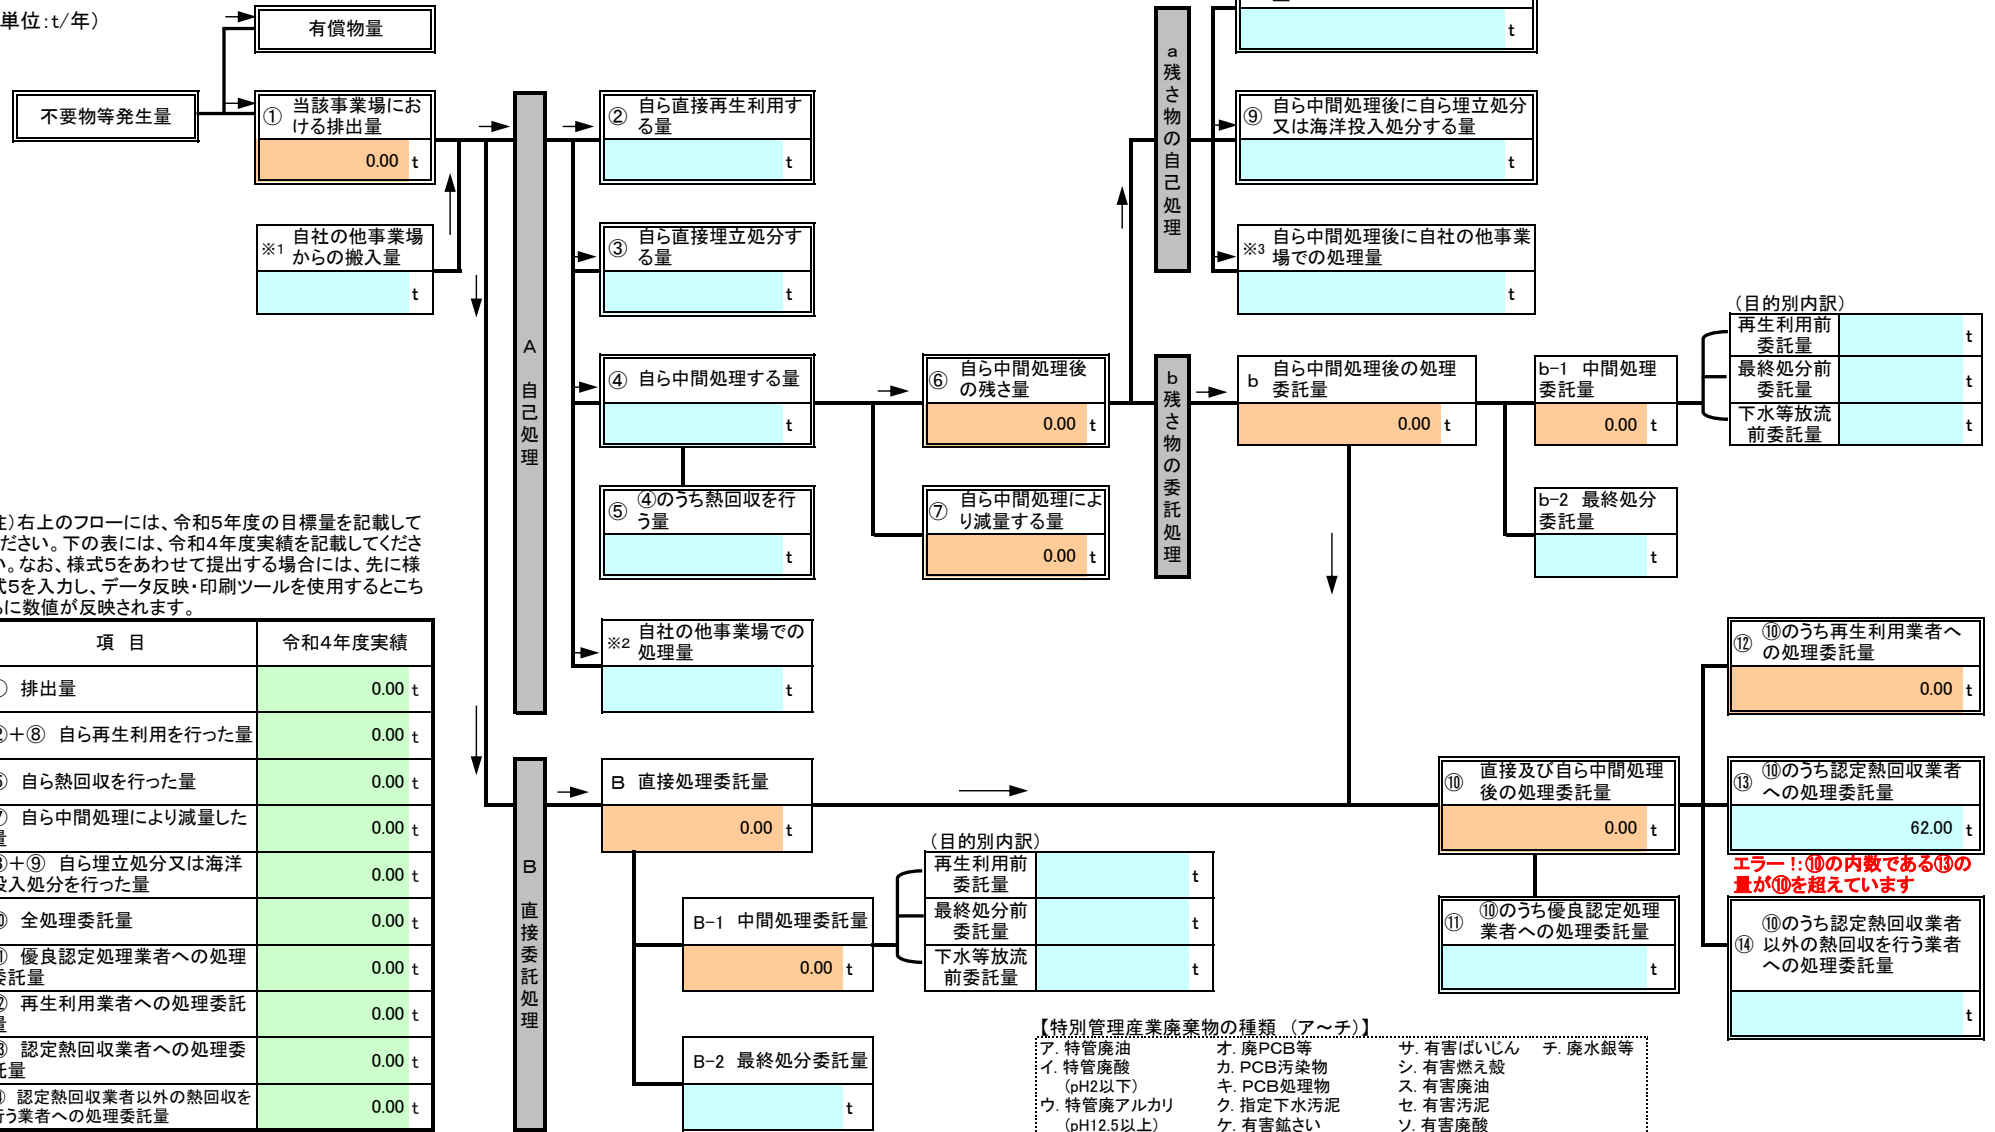 単位:t/年)
有償物量
不要物等発生量
① 当該事業場にお
ける排出量
0.00 t
※1 自社の他事業場
からの搬入量
t
A 自己処理
② 自ら直接再生利用す
る量
t
③ 自ら直接埋立処分す
る量
t
④ 自ら中間処理する量
t
⑤ ④のうち熱回収を行
う量
t
※2 自社の他事業場での
処理量
t
⑥ 自ら中間処理後
の残さ量
0.00 t
⑦ 自ら中間処理によ
り減量する量
0.00 t
a残さ物の自己処理
t
⑨ 自ら中間処理後に自ら埋立処分
又は海洋投入処分する量
t
※3 自ら中間処理後に自社の他事業
場での処理量
t
b残さ物の委託処理
b 自ら中間処理後の処理
委託量
0.00 t
b-1 中間処理
委託量
0.00 t
(目的別内訳)
再生利用前
委託量
t
最終処分前
委託量
t
下水等放流
前委託量
t
b-2 最終処分
委託量
t
)右上のフローには、令和5年度の目標量を記載して
ださい。下の表には、令和4年度実績を記載してくださ
い。なお、様式5をあわせて提出する場合には、先に様
式5を入力し、データ反映・印刷ツールを使用するとこち
に数値が反映されます。
項 目 令和4年度実績
排出量 0.00 t
+⑧ 自ら再生利用を行った量 0.00 t
自ら熱回収を行った量 0.00 t
自ら中間処理により減量した
量 0.00 t
+⑨ 自ら埋立処分又は海洋
投入処分を行った量 0.00 t
全処理委託量 0.00 t
優良認定処理業者への処理
委託量 0.00 t
再生利用業者への処理委託
量 0.00 t
認定熱回収業者への処理委
託量 0.00 t
認定熱回収業者以外の熱回収を
行う業者への処理委託量 0.00 t
B 直接委託処理
B 直接処理委託量
0.00 t
B-1 中間処理委託量
0.00 t
(目的別内訳)
再生利用前
委託量
t
最終処分前
委託量
t
下水等放流
前委託量
t
B-2 最終処分委託量
t
⑩ 直接及び自ら中間処理
後の処理委託量
0.00 t
⑪ ⑩のうち優良認定処理
業者への処理委託量
t
⑫ ⑩のうち再生利用業者へ
の処理委託量
0.00 t
⑬ ⑩のうち認定熱回収業者
への処理委託量
62.00 t
エラー!:⑩の内数である⑬の
量が⑩を超えています
⑭ ⑩のうち認定熱回収業者
以外の熱回収を行う業者
への処理委託量
t
【特別管理産業廃棄物の種類 (ア~チ)】
ア. 特管廃油 オ. 廃PCB等 サ. 有害ばいじん チ. 廃水銀等
イ. 特管廃酸 カ. PCB汚染物 シ. 有害燃え殻
(pH2以下) キ. PCB処理物 ス. 有害廃油
ウ. 特管廃アルカリ ク. 指定下水汚泥 セ. 有害汚泥
(pH12.5以上) ケ. 有害鉱さい ソ. 有害廃酸